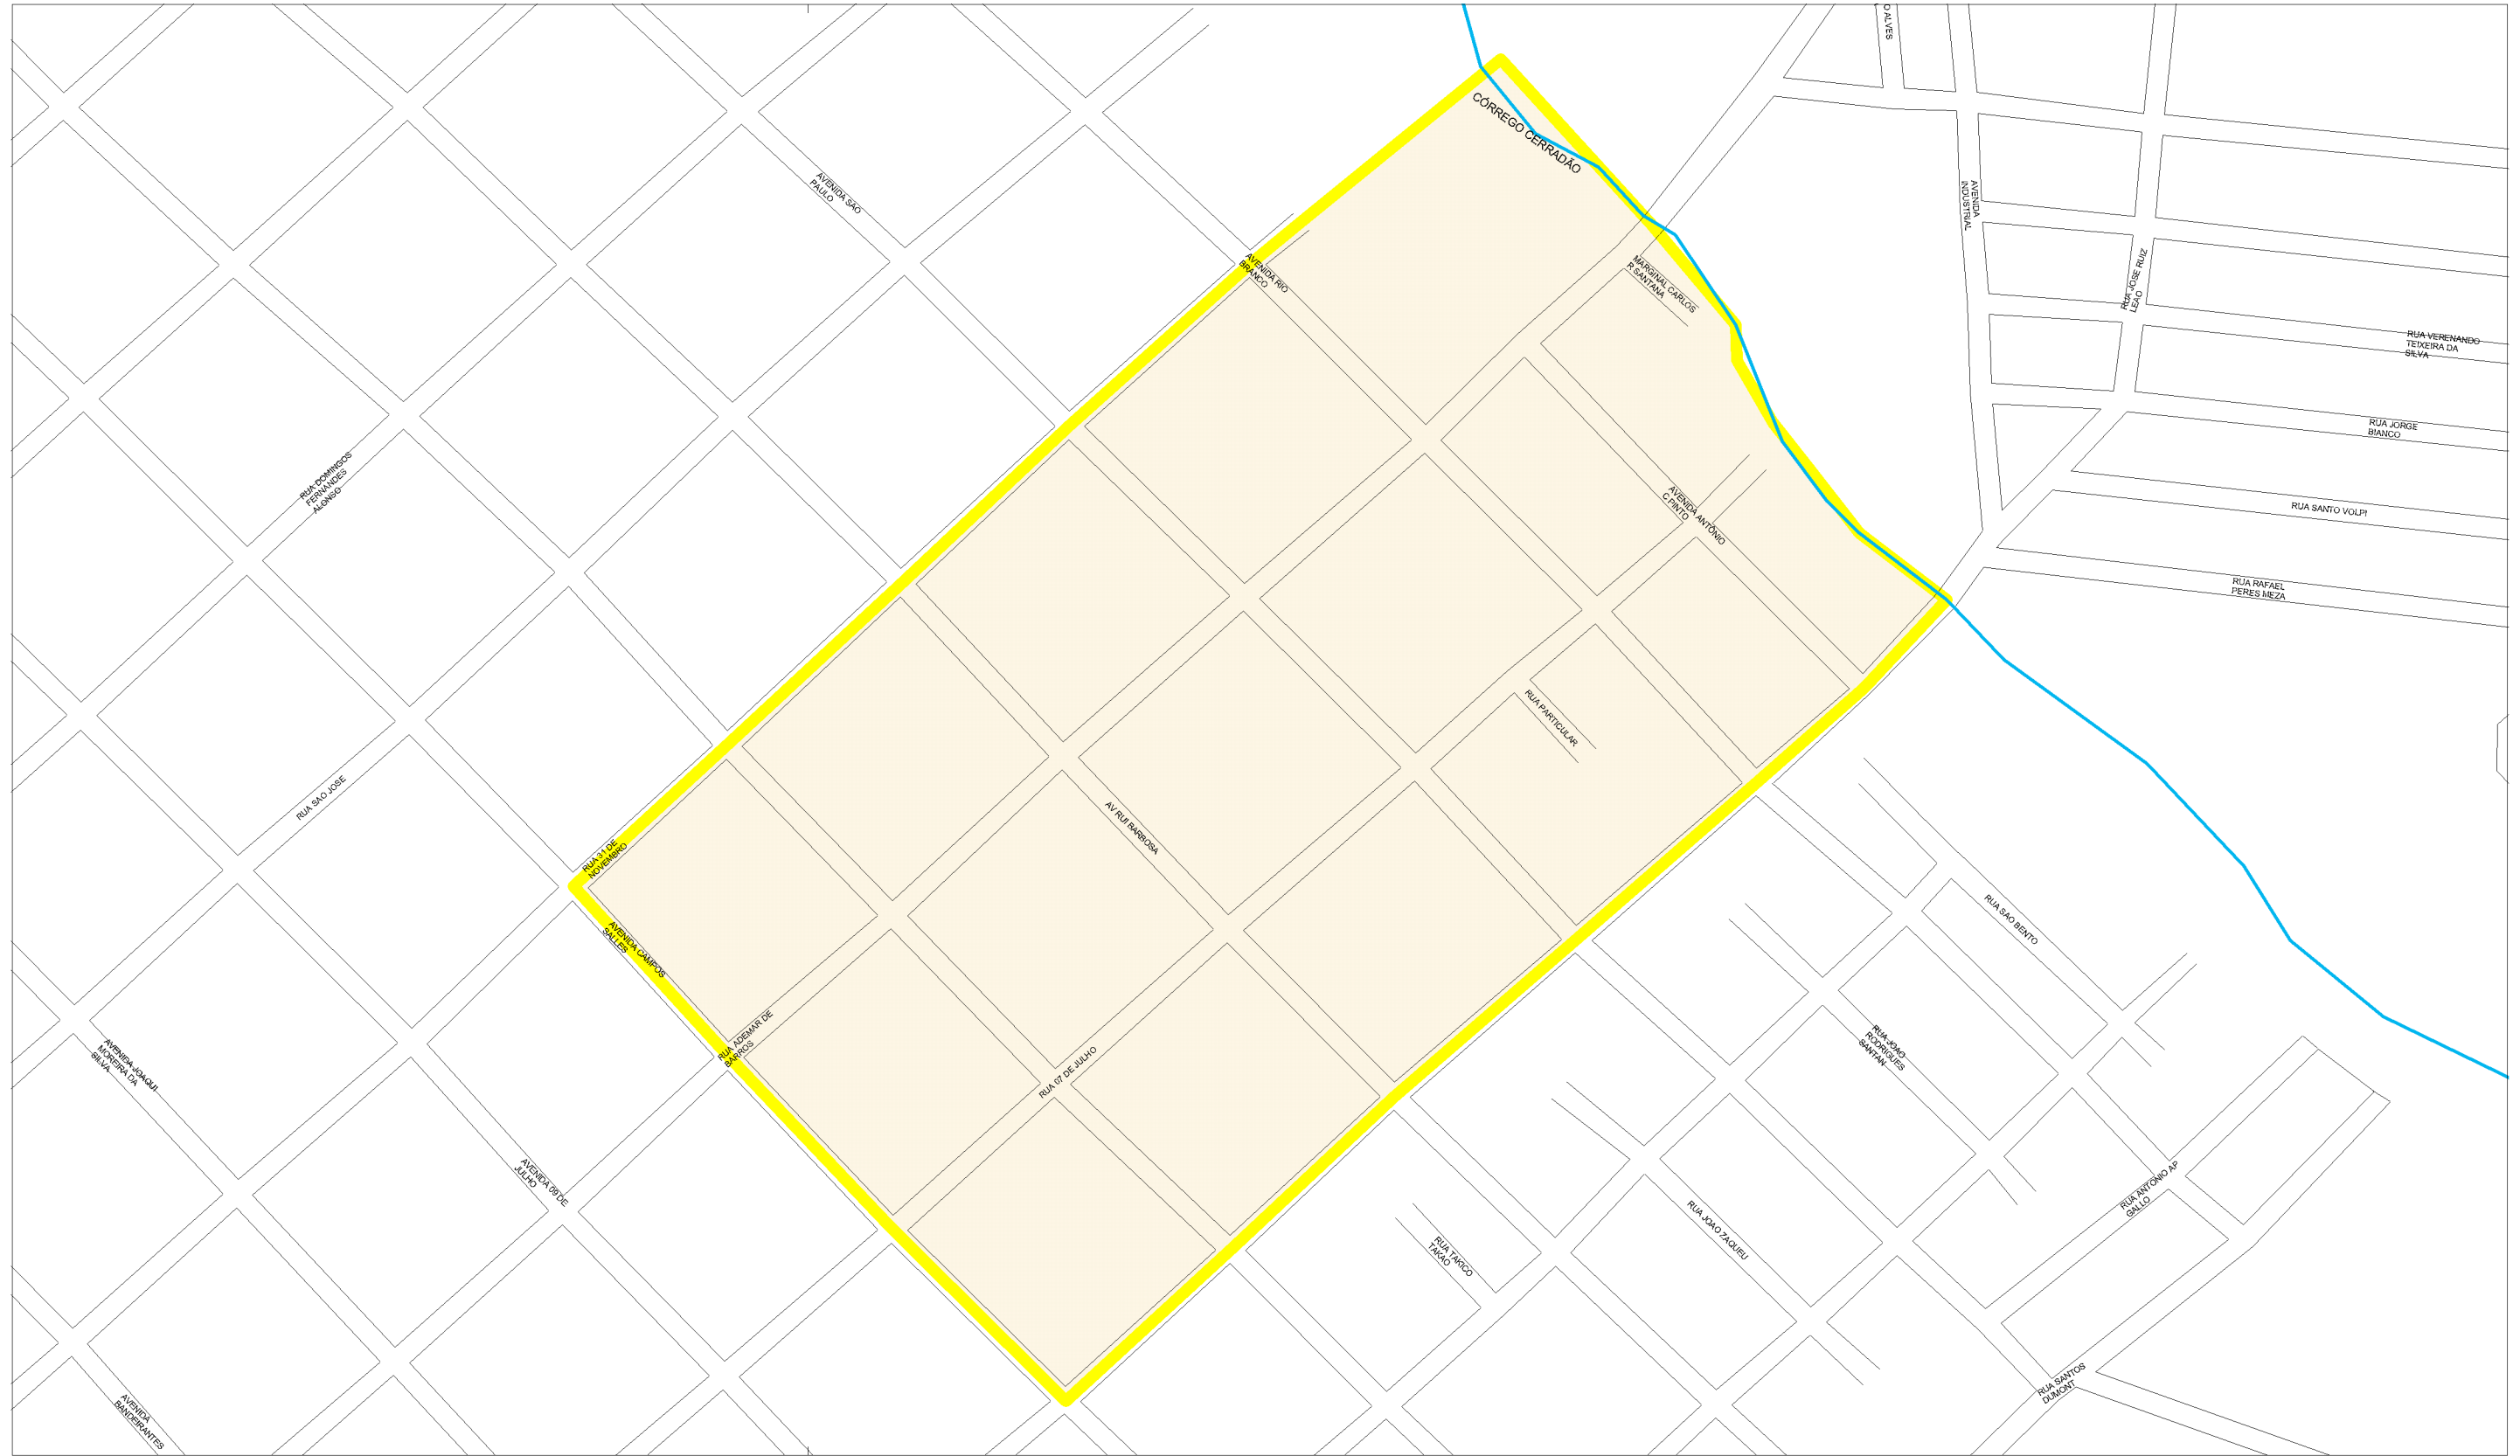 O ALVES
CÓRREGO CERRADÃO
AVENIDA SÃO
PAULO
AVENIDA
INDUSTRIAL
AVENIDA RIO
BRANCO
MARGINAL CARLOS
R SANTANA
RUA JOSE RUIZ
LEAO
RUA VERENANDO
TEIXEIRA DA
SILVA
RUA JORGE
BIANCO
RUA DOMINGOS
FERNANDES
ALONSO
AVENIDA ANTÔNIO
C PINTO
RUA SANTO VOLPI
RUA RAFAEL
PERES MEZA
RUA PARTICULAR
RUA SAO JOSE
AV RUI BARBOSA
RUA 31 DE
NOVEMBRO
AVENIDA CAMPOS
SALLES
RUA SAO BENTO
RUA ADEMAR DE
BARROS
RUA JOAO
RODRIGUES
SANTAN
AVENIDA JOAQUI
MOREIRA DA
SILVA
RUA 07 DE JULHO
AVENIDA 09 DE
JULHO
RUA ANTONIO AP
GALLO
RUA JOAO ZAQUEU
RUA TAKICO
TAKAO
RUA SANTOS
DUMONT
AVENIDA
BANDEIRANTES